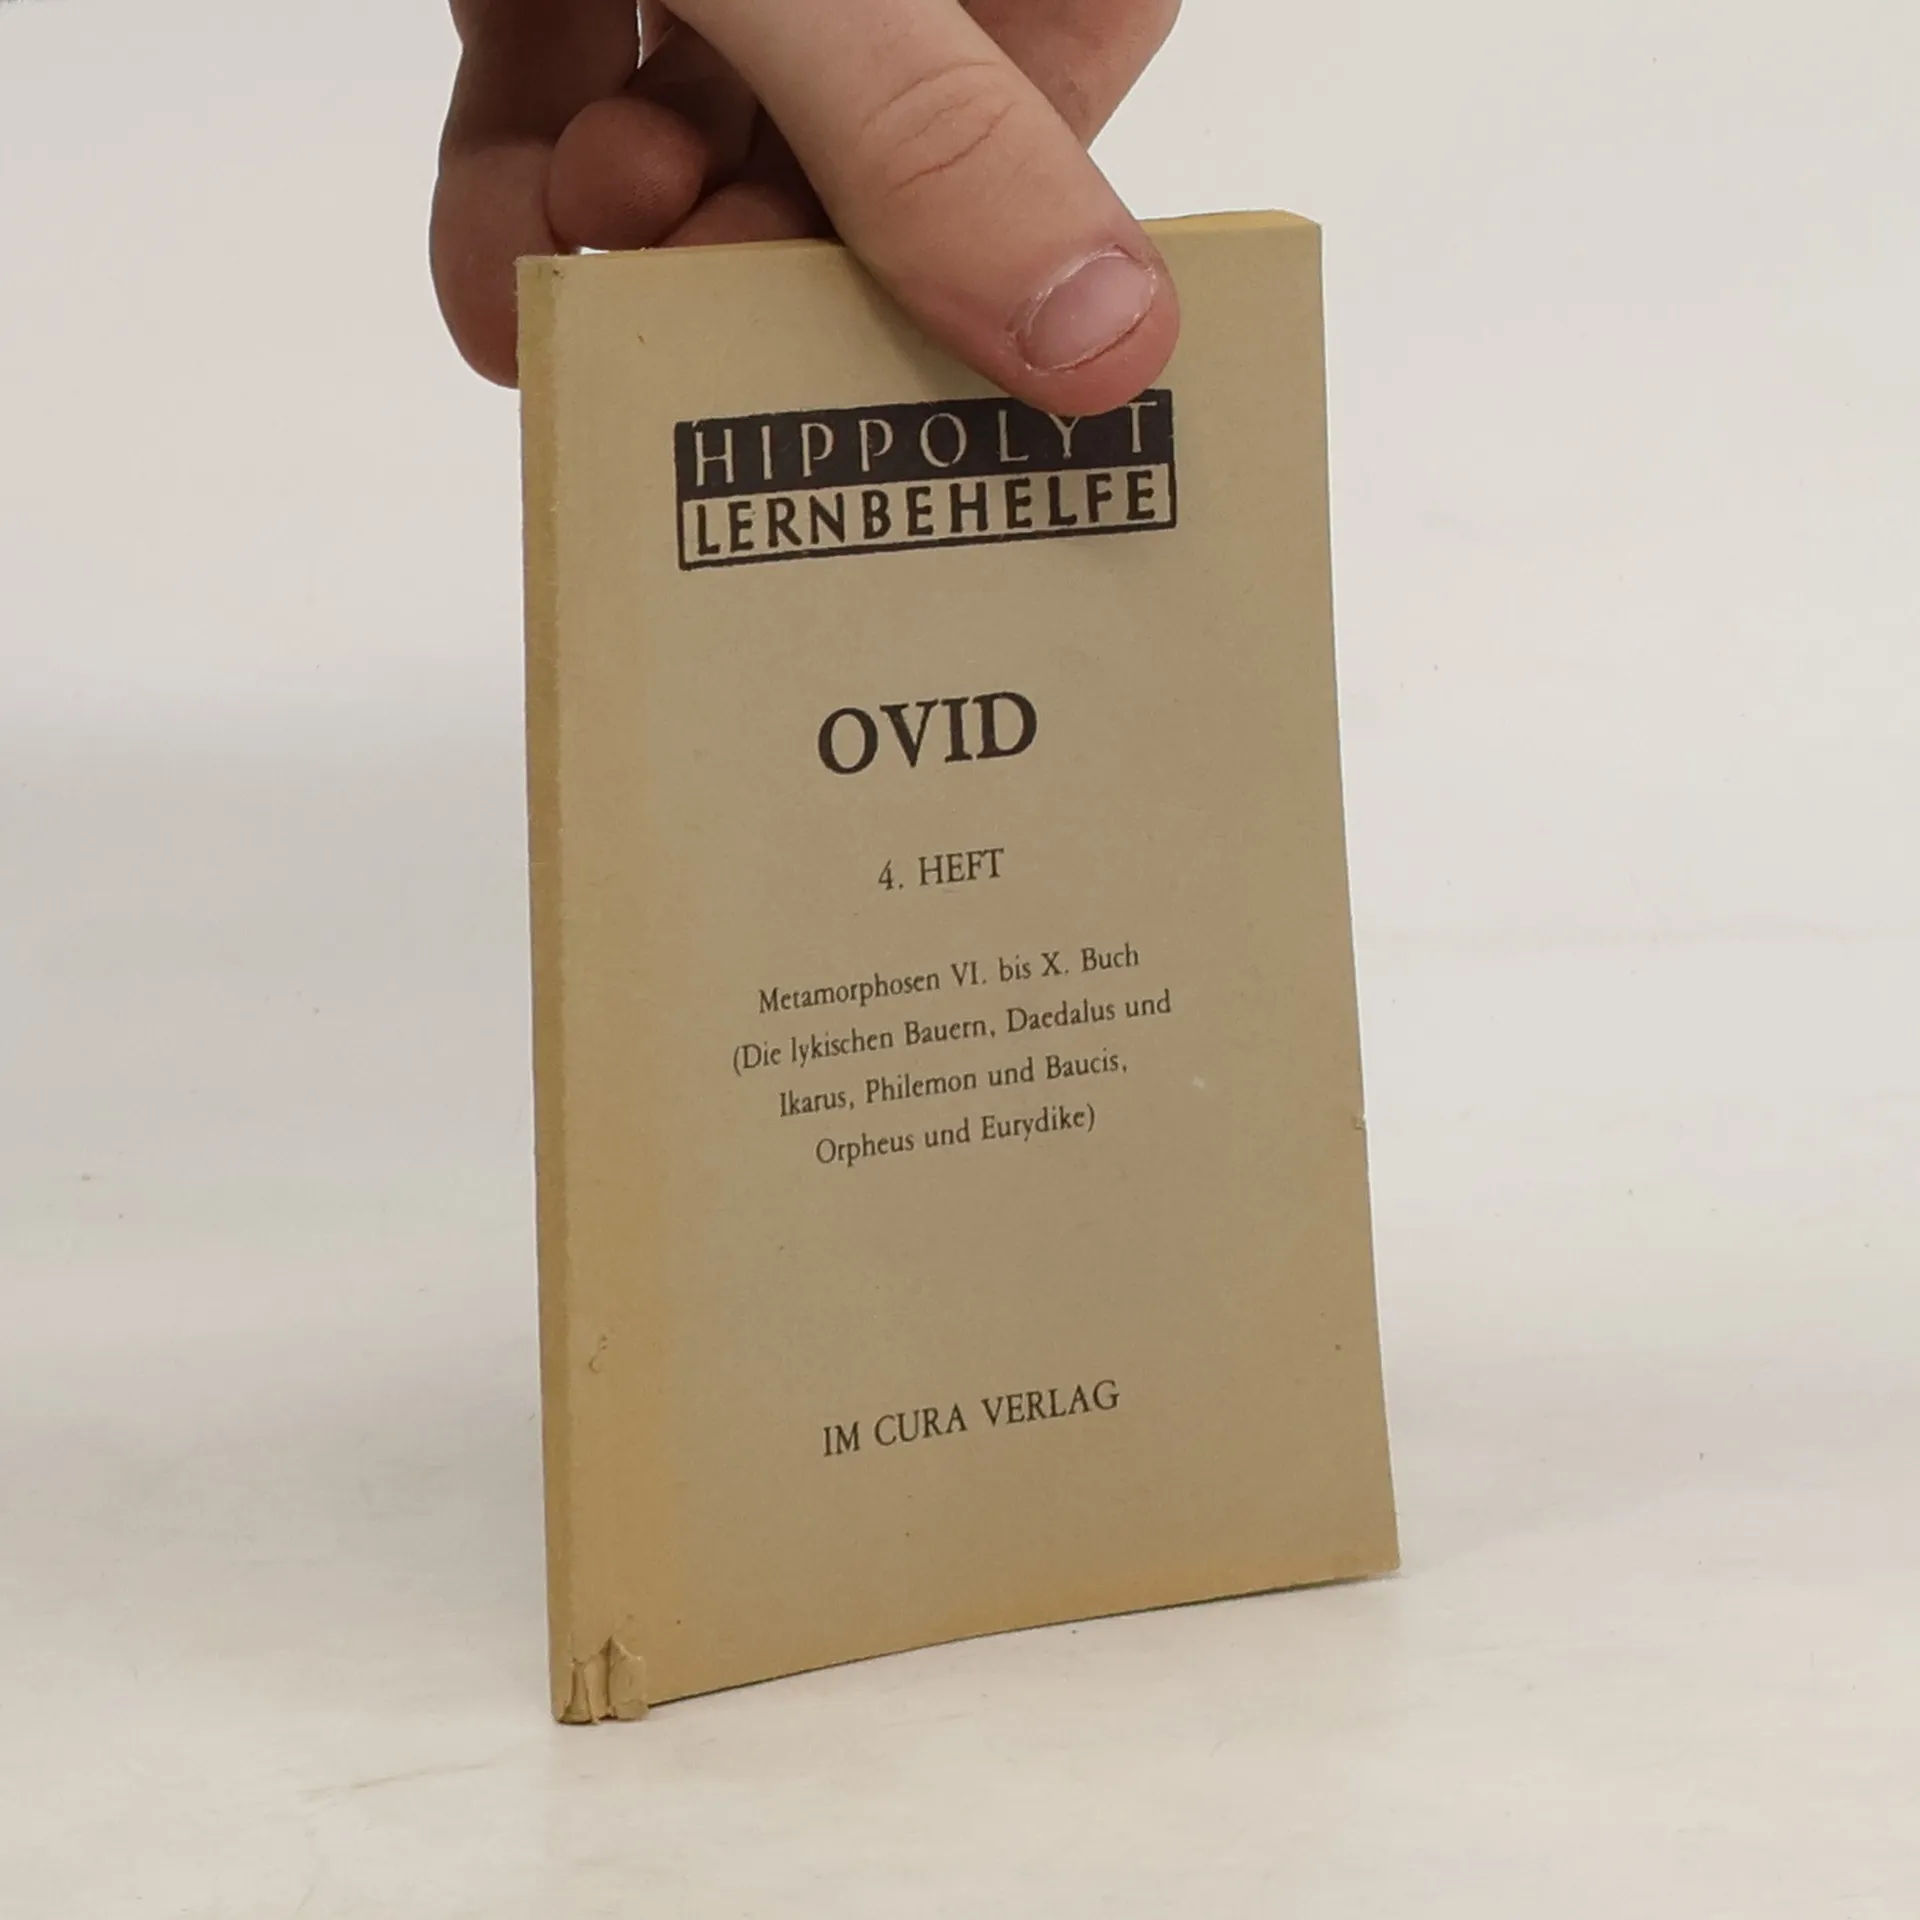 HIPPOLYT
LERNBEHELFE
OVID
4. HEFT
Metamorphosen VI. bis X. Buch
(Die lykischen Bauern, Daedalus und
Ikarus, Philemon und Baucis,
Orpheus und Eurydike)
IM CURA VERLAG